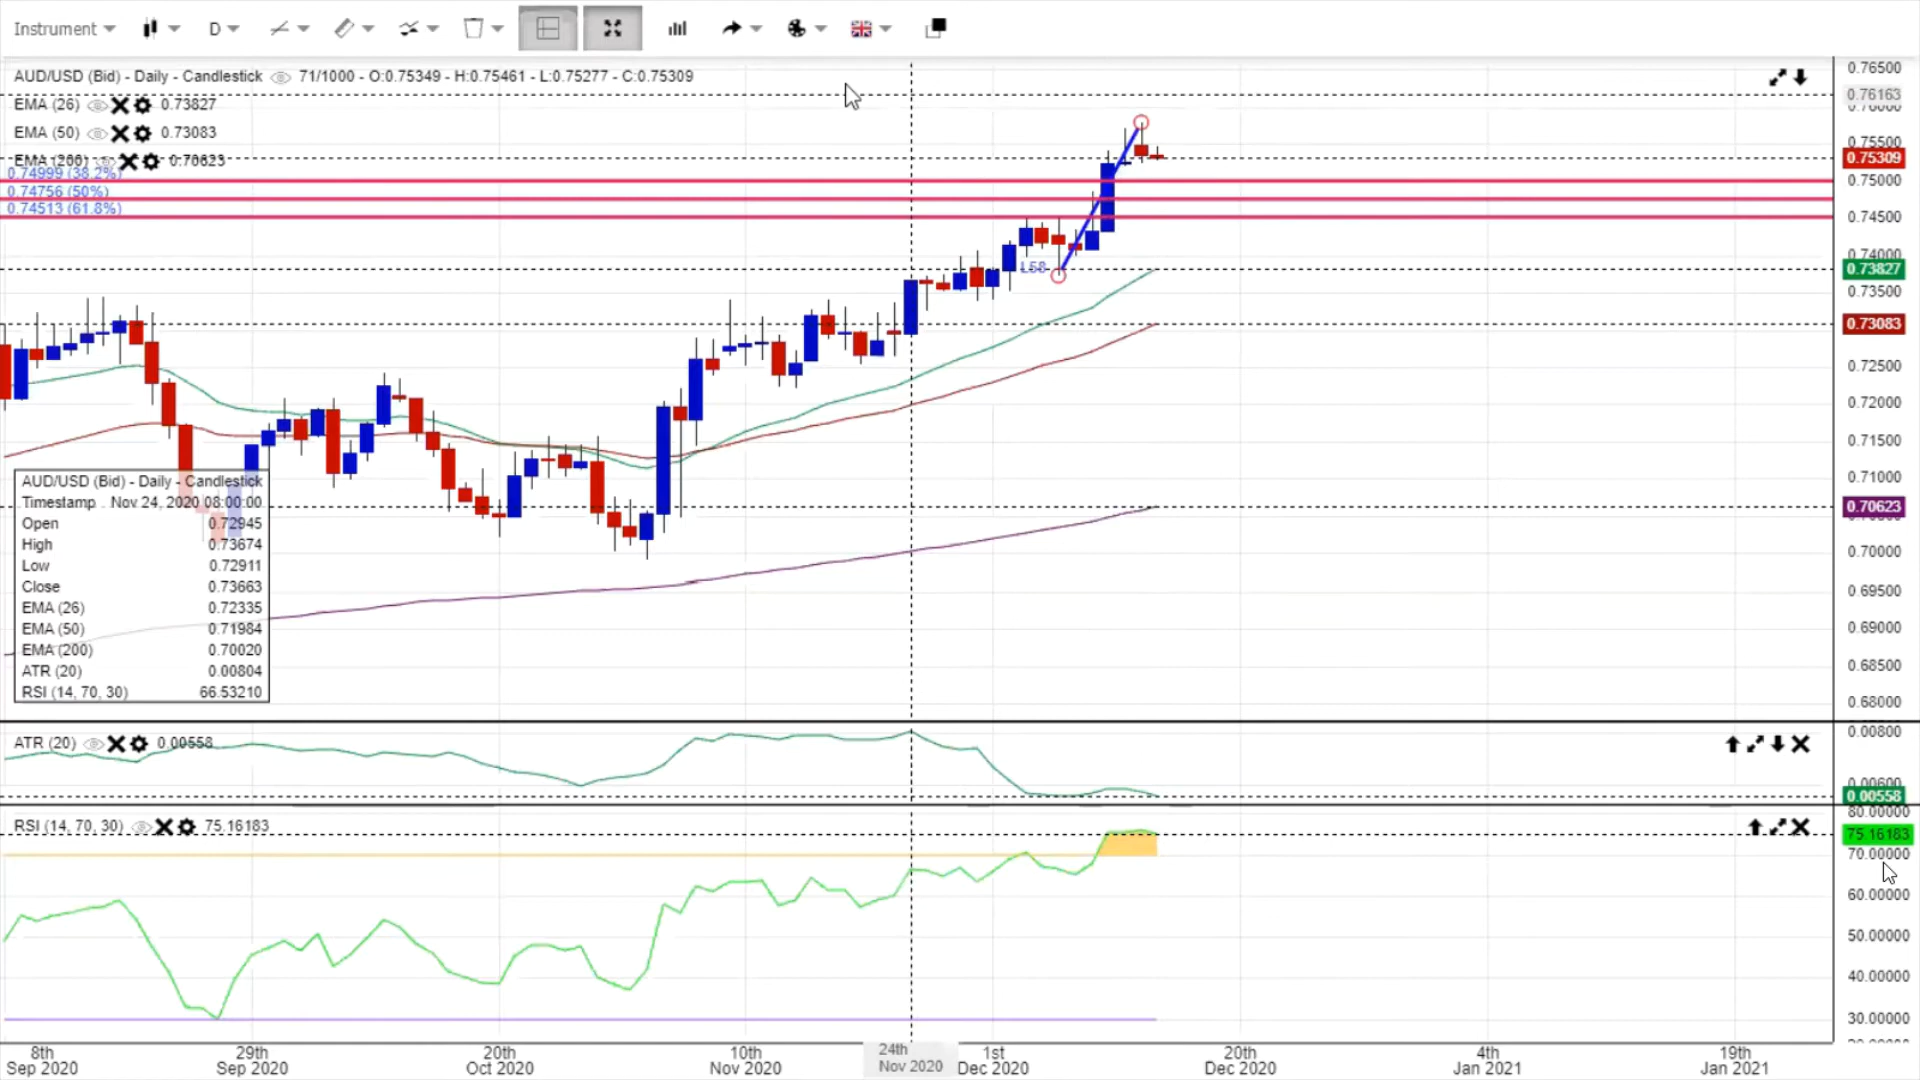 Instrument
D
AUD/USD (Bid) - Daily - Candlestick 71/1000 - O:0.75349 - H:0.75461 - L:0.75277 - C:0.75309
EMA (26) 0.73827
EMA (50) 0.73083
EMA (200) 0.70623
0.74999 (38.2%)
0.74756 (50%)
0.74513 (61.8%)
L58
0.76500
0.76163
0.76000
0.75500
0.75309
0.75000
0.74500
0.74000
0.73827
0.73500
0.73083
0.72500
0.72000
0.71500
0.71000
0.70623
0.70000
0.69500
0.69000
0.68500
0.68000
AUD/USD (Bid) - Daily - Candlestick
Timestamp Nov 24, 2020 08:00:00
Open 0.72945
High 0.73674
Low 0.72911
Close 0.73663
EMA (26) 0.72335
EMA (50) 0.71984
EMA (200) 0.70020
ATR (20) 0.00804
RSI (14, 70, 30) 66.53210
ATR (20) 0.00558
0.00800
0.00600
0.00558
RSI (14, 70, 30) 75.16183
80.00000
75.16183
70.00000
60.00000
50.00000
40.00000
30.00000
8th 29th 20th 10th 24th 1st 20th 4th 19th
Sep 2020 Sep 2020 Oct 2020 Nov 2020 Nov 2020 Dec 2020 Dec 2020 Jan 2021 Jan 2021